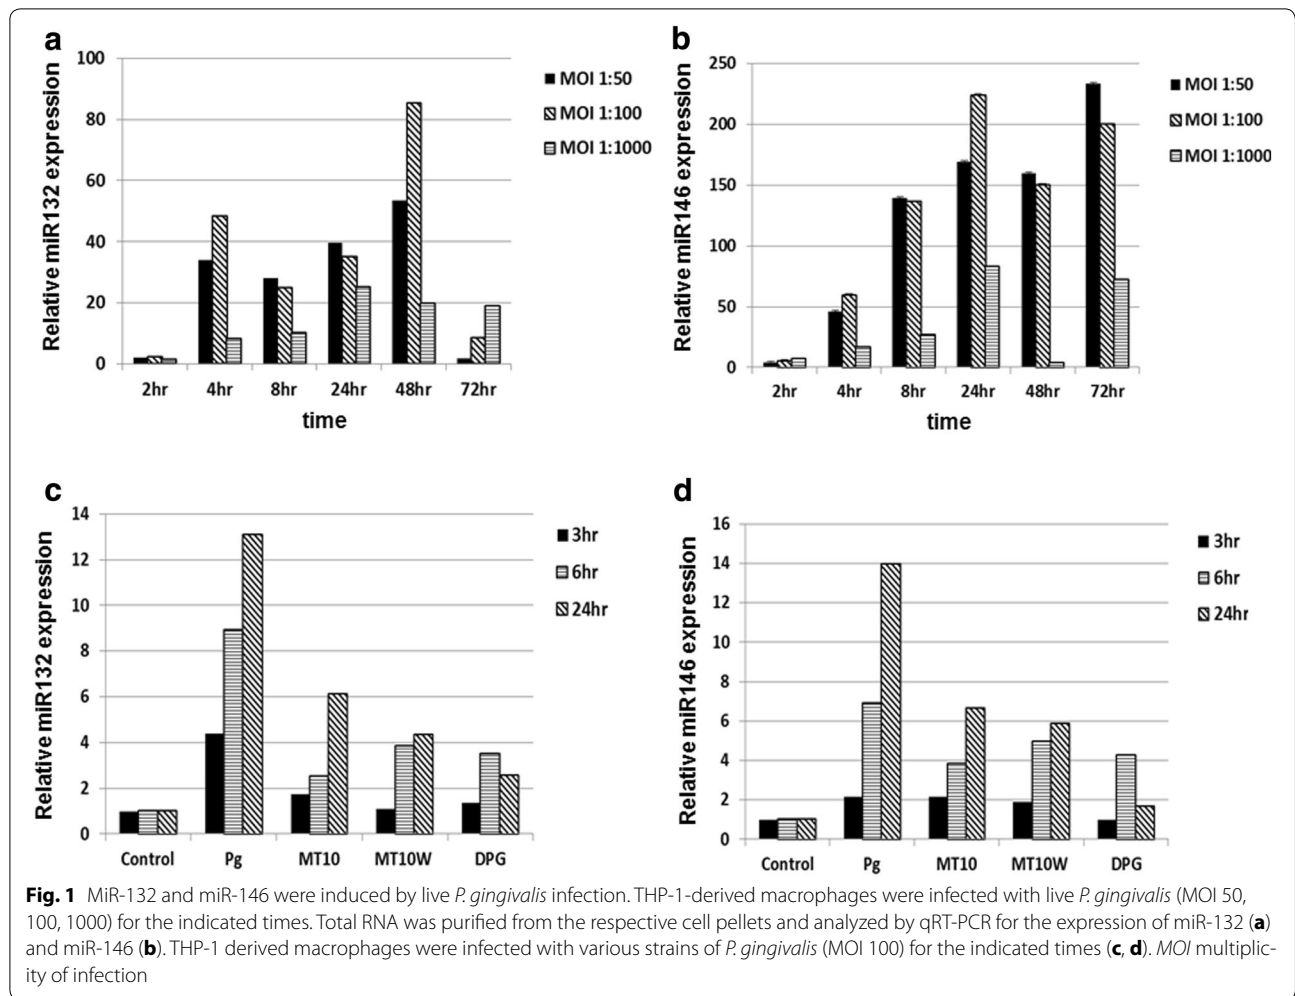 a
100
80
60
40
20
0
Relative miR132 expression
2hr 4hr 8hr 24hr 48hr 72hr
time
MOI 1:50
MOI 1:100
MOI 1:1000
b
250
200
150
100
50
0
Relative miR146 expression
2hr 4hr 8hr 24hr 48hr 72hr
time
MOI 1:50
MOI 1:100
MOI 1:1000
c
14
12
10
8
6
4
2
0
Relative miR132 expression
Control Pg MT10 MT10W DPG
3hr
6hr
24hr
d
16
14
12
10
8
6
4
2
0
Relative miR146 expression
Control Pg MT10 MT10W DPG
3hr
6hr
24hr
Fig. 1 MiR-132 and miR-146 were induced by live P. gingivalis infection. THP-1-derived macrophages were infected with live P. gingivalis (MOI 50,
100, 1000) for the indicated times. Total RNA was purified from the respective cell pellets and analyzed by qRT-PCR for the expression of miR-132 (a)
and miR-146 (b). THP-1 derived macrophages were infected with various strains of P. gingivalis (MOI 100) for the indicated times (c, d). MOI multiplic-
ity of infection